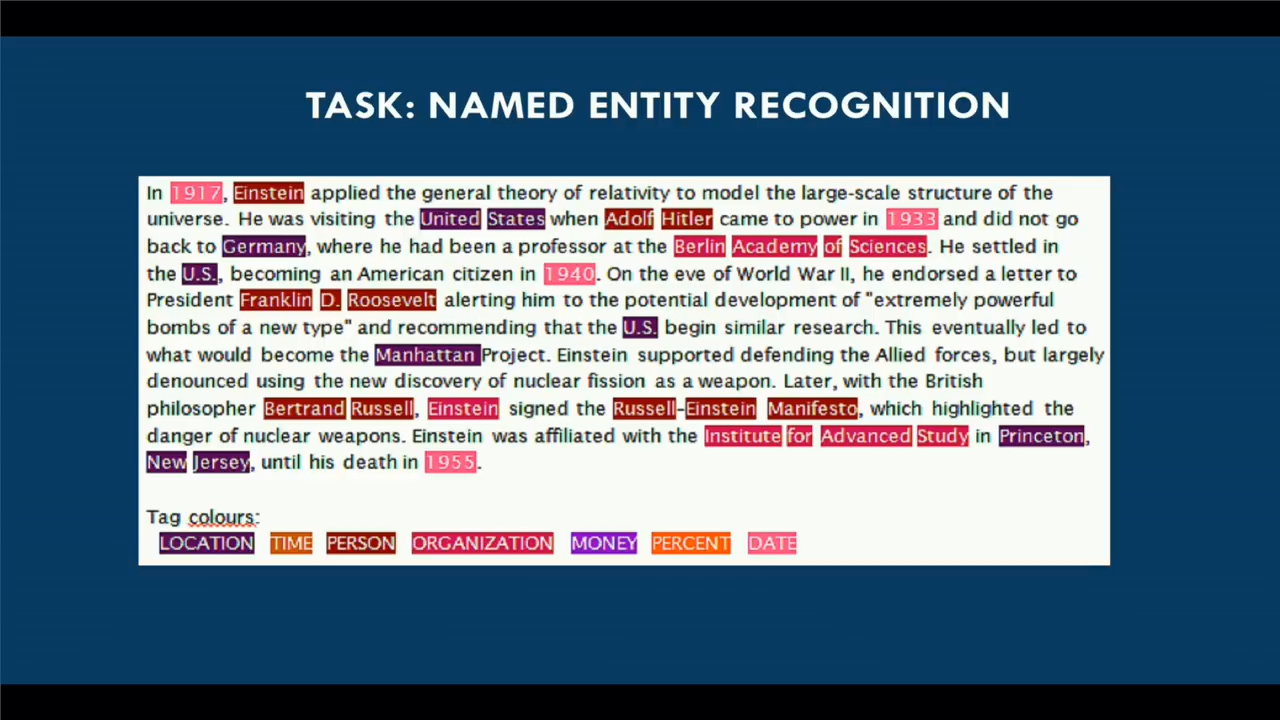 TASK: NAMED ENTITY RECOGNITION
In 1917, Einstein applied the general theory of relativity to model the large-scale structure of the
universe. He was visiting the United States when Adolf Hitler came to power in 1933 and did not go
back to Germany, where he had been a professor at the Berlin Academy of Sciences. He settled in
the U.S., becoming an American citizen in 1940. On the eve of World War II, he endorsed a letter to
President Franklin D. Roosevelt alerting him to the potential development of "extremely powerful
bombs of a new type" and recommending that the U.S. begin similar research. This eventually led to
what would become the Manhattan Project. Einstein supported defending the Allied forces, but largely
denounced using the new discovery of nuclear fission as a weapon. Later, with the British
philosopher Bertrand Russell, Einstein signed the Russell–Einstein Manifesto, which highlighted the
danger of nuclear weapons. Einstein was affiliated with the Institute for Advanced Study in Princeton,
New Jersey, until his death in 1955.
Tag colours:
LOCATION TIME PERSON ORGANIZATION MONEY PERCENT DATE